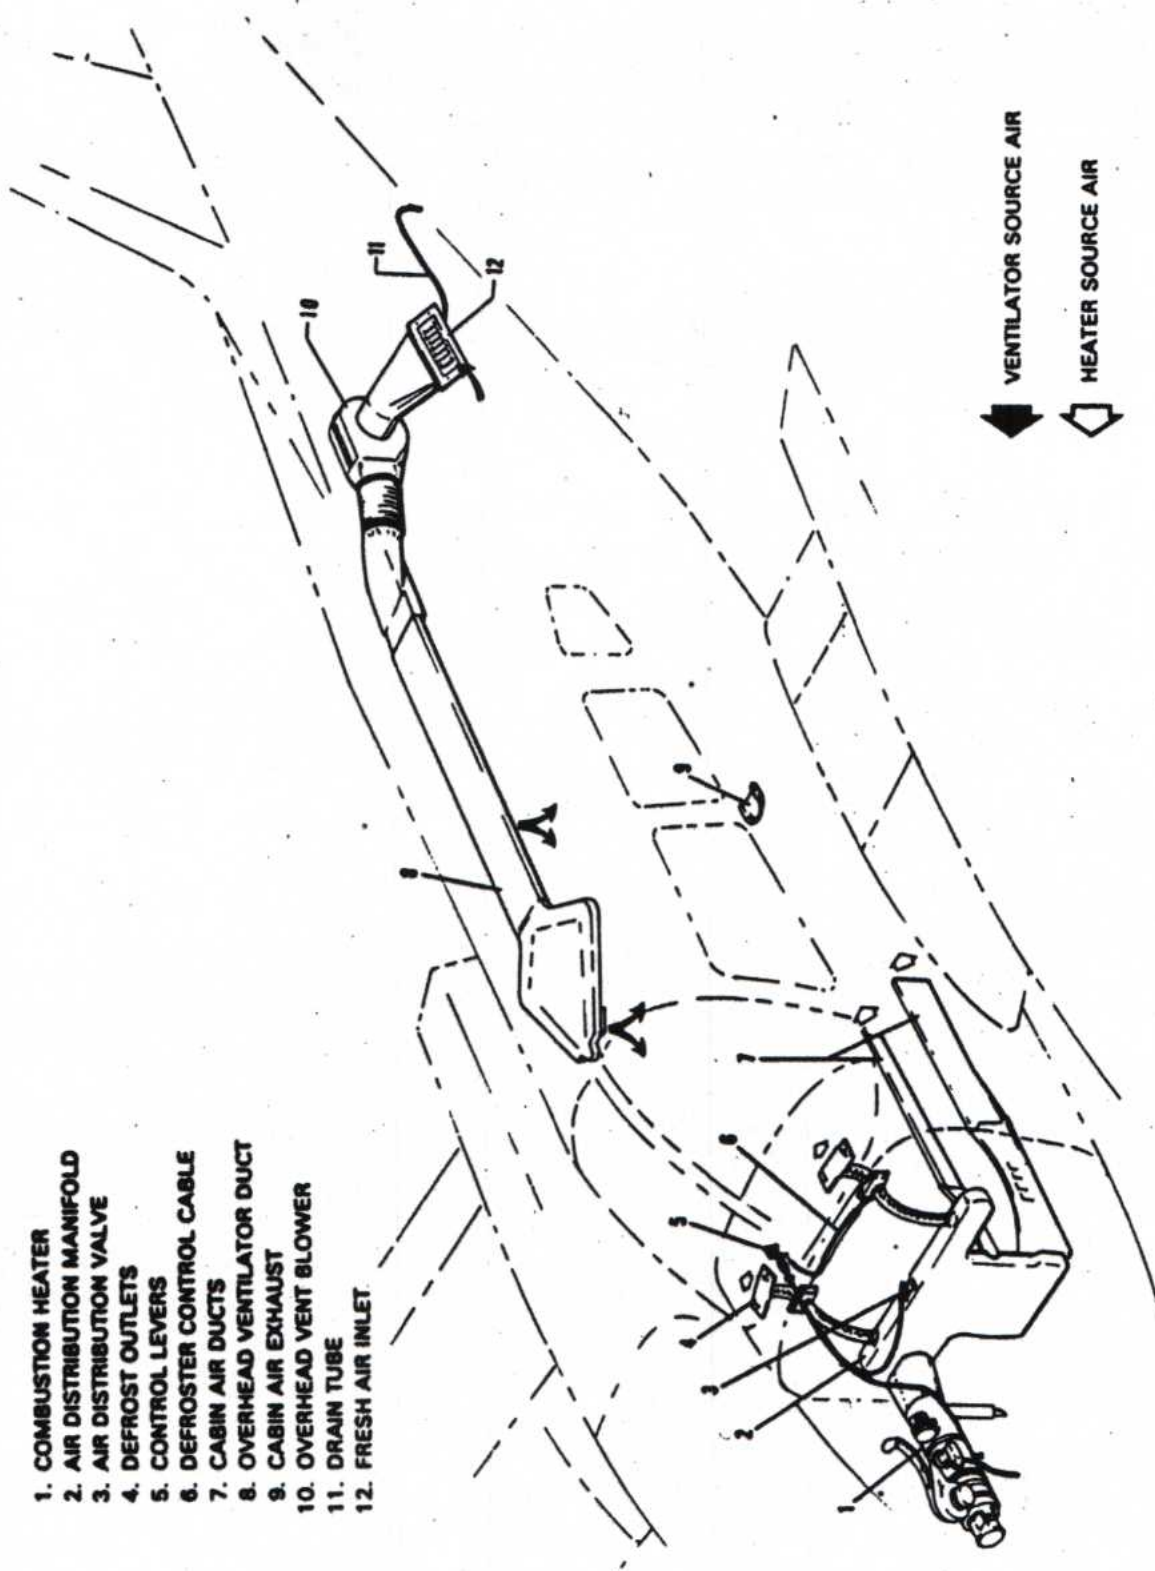 1. COMBUSTION HEATER
2. AIR DISTRIBUTION MANIFOLD
3. AIR DISTRIBUTION VALVE
4. DEFROST OUTLETS
5. CONTROL LEVERS
6. DEFROSTER CONTROL CABLE
7. CABIN AIR DUCTS
8. OVERHEAD VENTILATOR DUCT
9. CABIN AIR EXHAUST
10. OVERHEAD VENT BLOWER
11. DRAIN TUBE
12. FRESH AIR INLET
1
2
3
4
5
6
7
8
9
10
11
12
VENTILATOR SOURCE AIR
HEATER SOURCE AIR